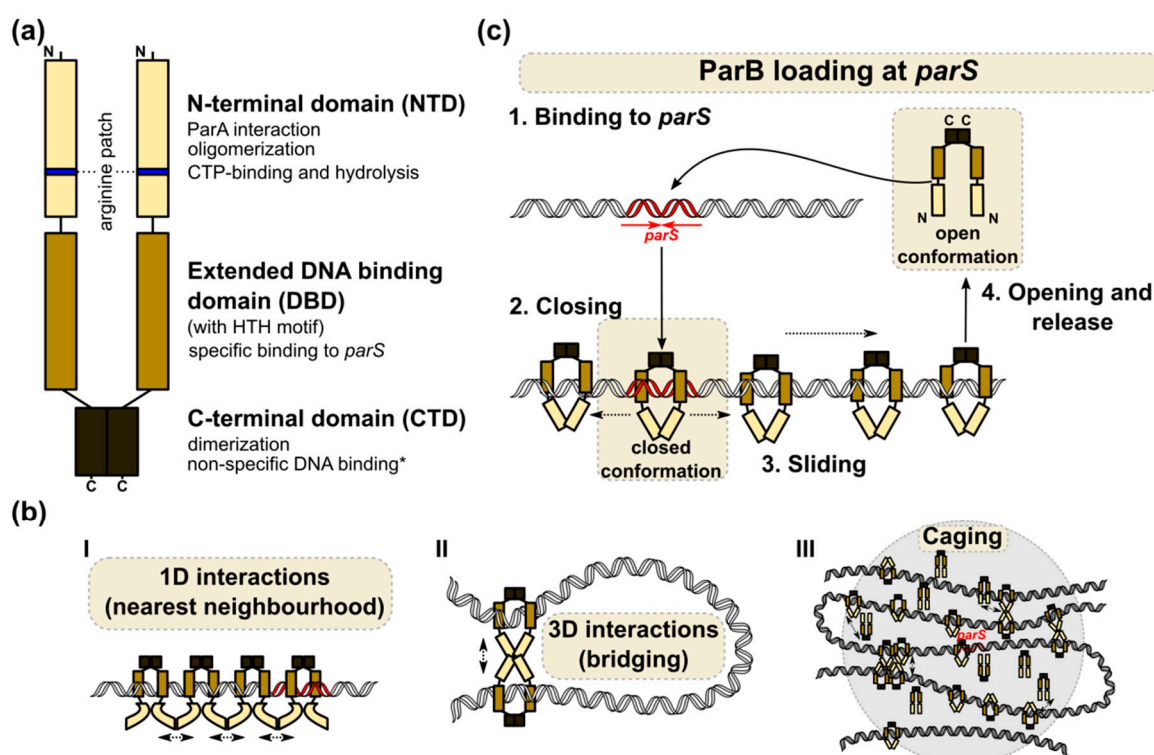 (a)
N
N
arginine patch
N-terminal domain (NTD)
ParA interaction
oligomerization
CTP-binding and hydrolysis
Extended DNA binding
domain (DBD)
(with HTH motif)
specific binding to parS
C-terminal domain (CTD)
dimerization
non-specific DNA binding*
C C
(c)
ParB loading at parS
1. Binding to parS
parS
C C
N
N
open
conformation
2. Closing
closed
conformation
3. Sliding
4. Opening and
release
(b)
I
1D interactions
(nearest neighbourhood)
II
3D interactions
(bridging)
III
Caging
parS